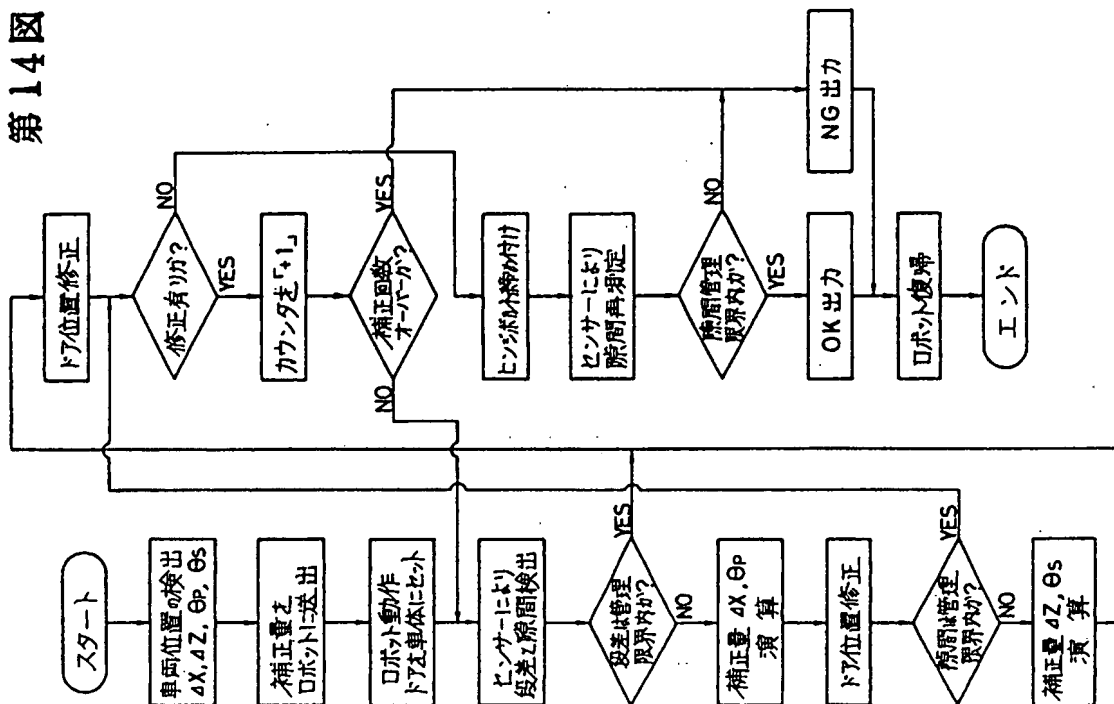 第14図
スタート
車両位置の検出
ΔX, ΔZ, θP, θS
補正量を
ロボットに送出
ロボット動作
ドアを車体にセット
センサーにより
段差と隙間検出
段差は管理
限界内か?
YES
NO
補正量 ΔX, θP
演算
ドア位置修正
隙間は管理
限界内か?
YES
NO
補正量 ΔZ, θS
演算
ドア位置修正
修正有りか?
NO
YES
カウンタを「+1」
補正回数
オーバーか?
YES
NO
ヒンジボルト締め付け
センサーにより
隙間再測定
隙間管理
限界内か?
NO
YES
OK出力
NG出力
ロボット復帰
エンド